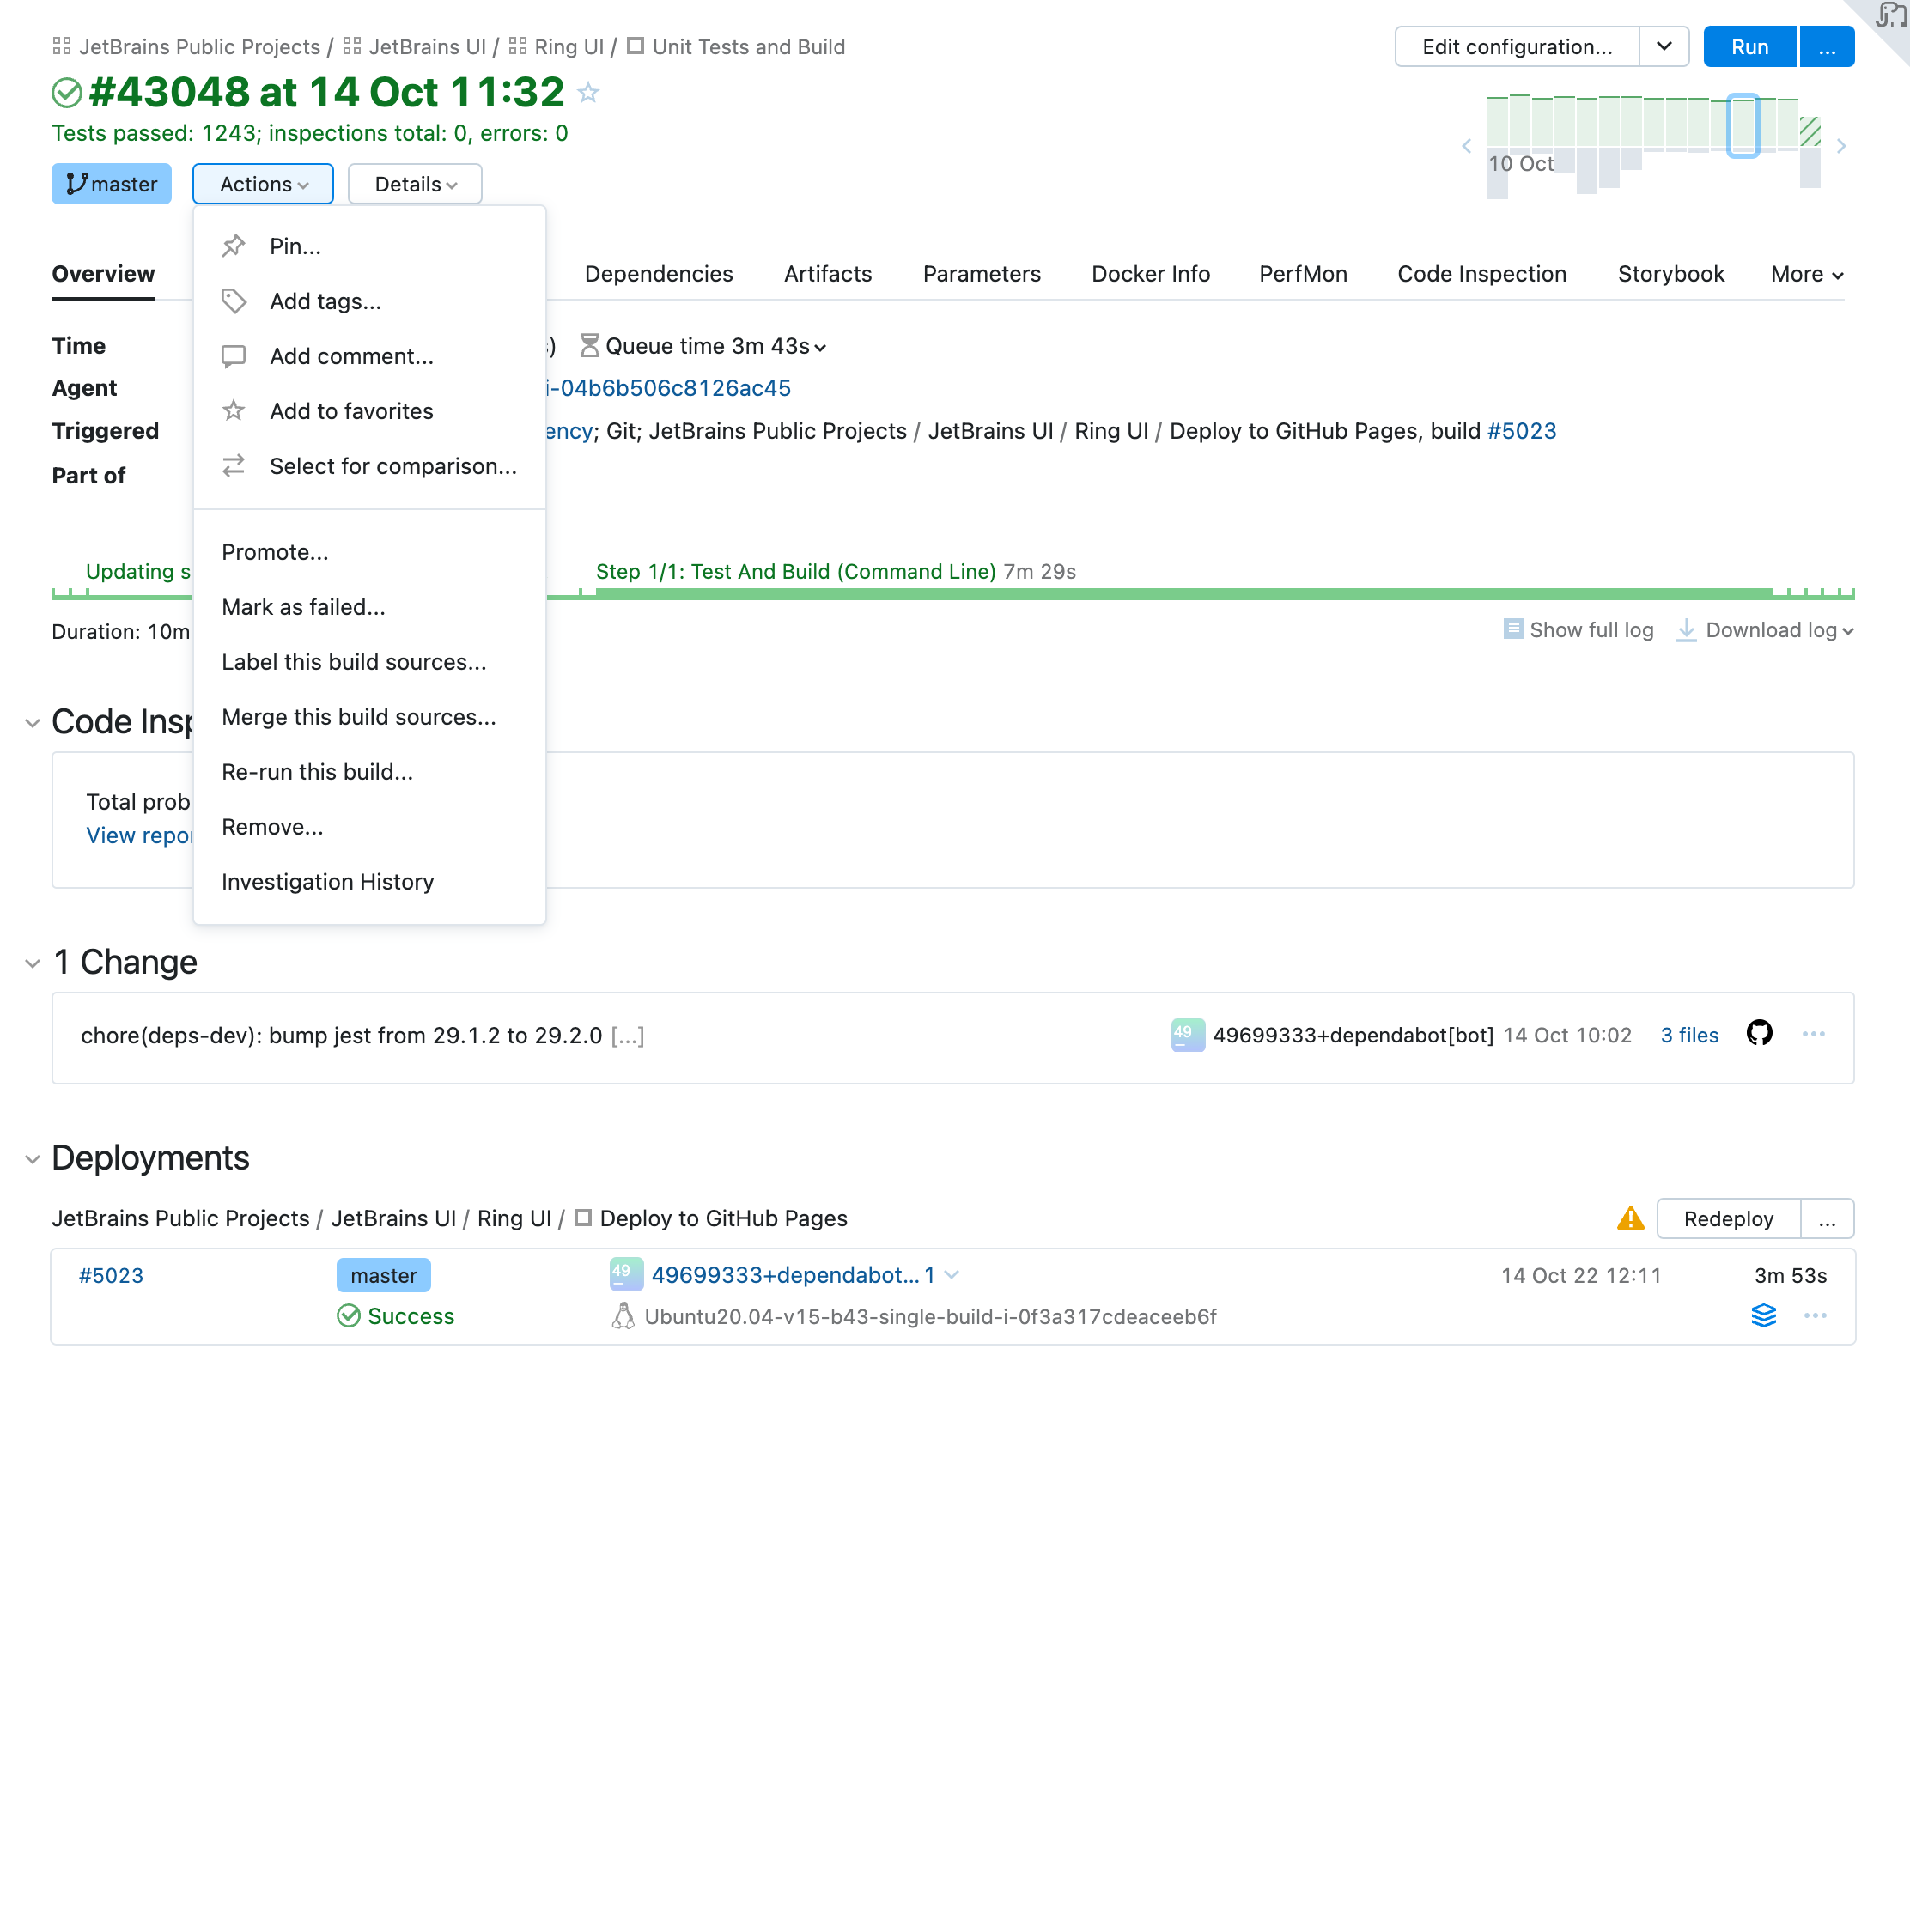 JetBrains Public Projects / JetBrains UI / Ring UI / Unit Tests and Build
Edit configuration...
Run
...
#43048 at 14 Oct 11:32
Tests passed: 1243; inspections total: 0, errors: 0
10 Oct
master
Actions
Details
Pin...
Add tags...
Add comment...
Add to favorites
Select for comparison...
Promote...
Mark as failed...
Label this build sources...
Merge this build sources...
Re-run this build...
Remove...
Investigation History
Overview
Dependencies
Artifacts
Parameters
Docker Info
PerfMon
Code Inspection
Storybook
More
Time
) Queue time 3m 43s
Agent
i-04b6b506c8126ac45
Triggered
ency; Git; JetBrains Public Projects / JetBrains UI / Ring UI / Deploy to GitHub Pages, build #5023
Part of
Updating s
Step 1/1: Test And Build (Command Line) 7m 29s
Duration: 10m
Show full log
Download log
Code Insp
Total prob
View repor
1 Change
chore(deps-dev): bump jest from 29.1.2 to 29.2.0 [...]
49
49699333+dependabot[bot] 14 Oct 10:02
3 files
...
Deployments
JetBrains Public Projects / JetBrains UI / Ring UI / Deploy to GitHub Pages
Redeploy
...
#5023
master
49
49699333+dependabot... 1
14 Oct 22 12:11
3m 53s
Success
Ubuntu20.04-v15-b43-single-build-i-0f3a317cdeaceeb6f
...